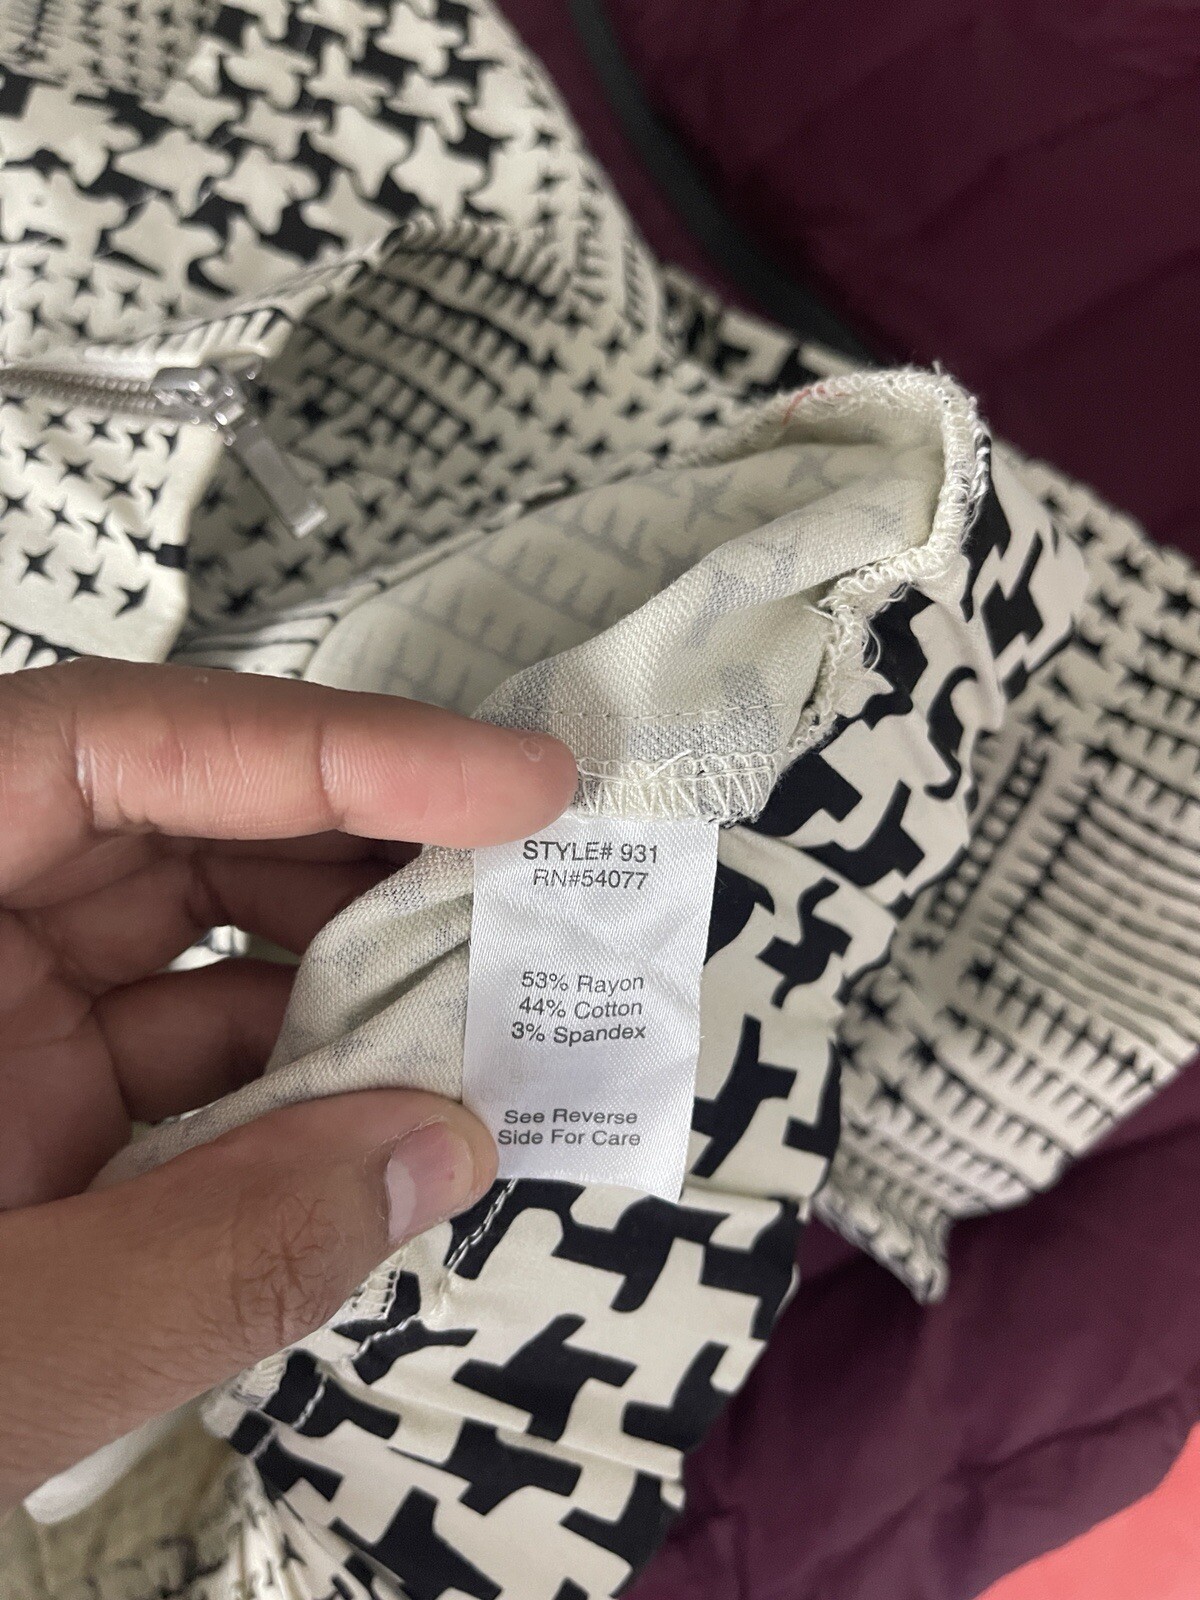 STYLE# 931
RN#54077
53% Rayon
44% Cotton
3% Spandex
See Reverse
Side For Care